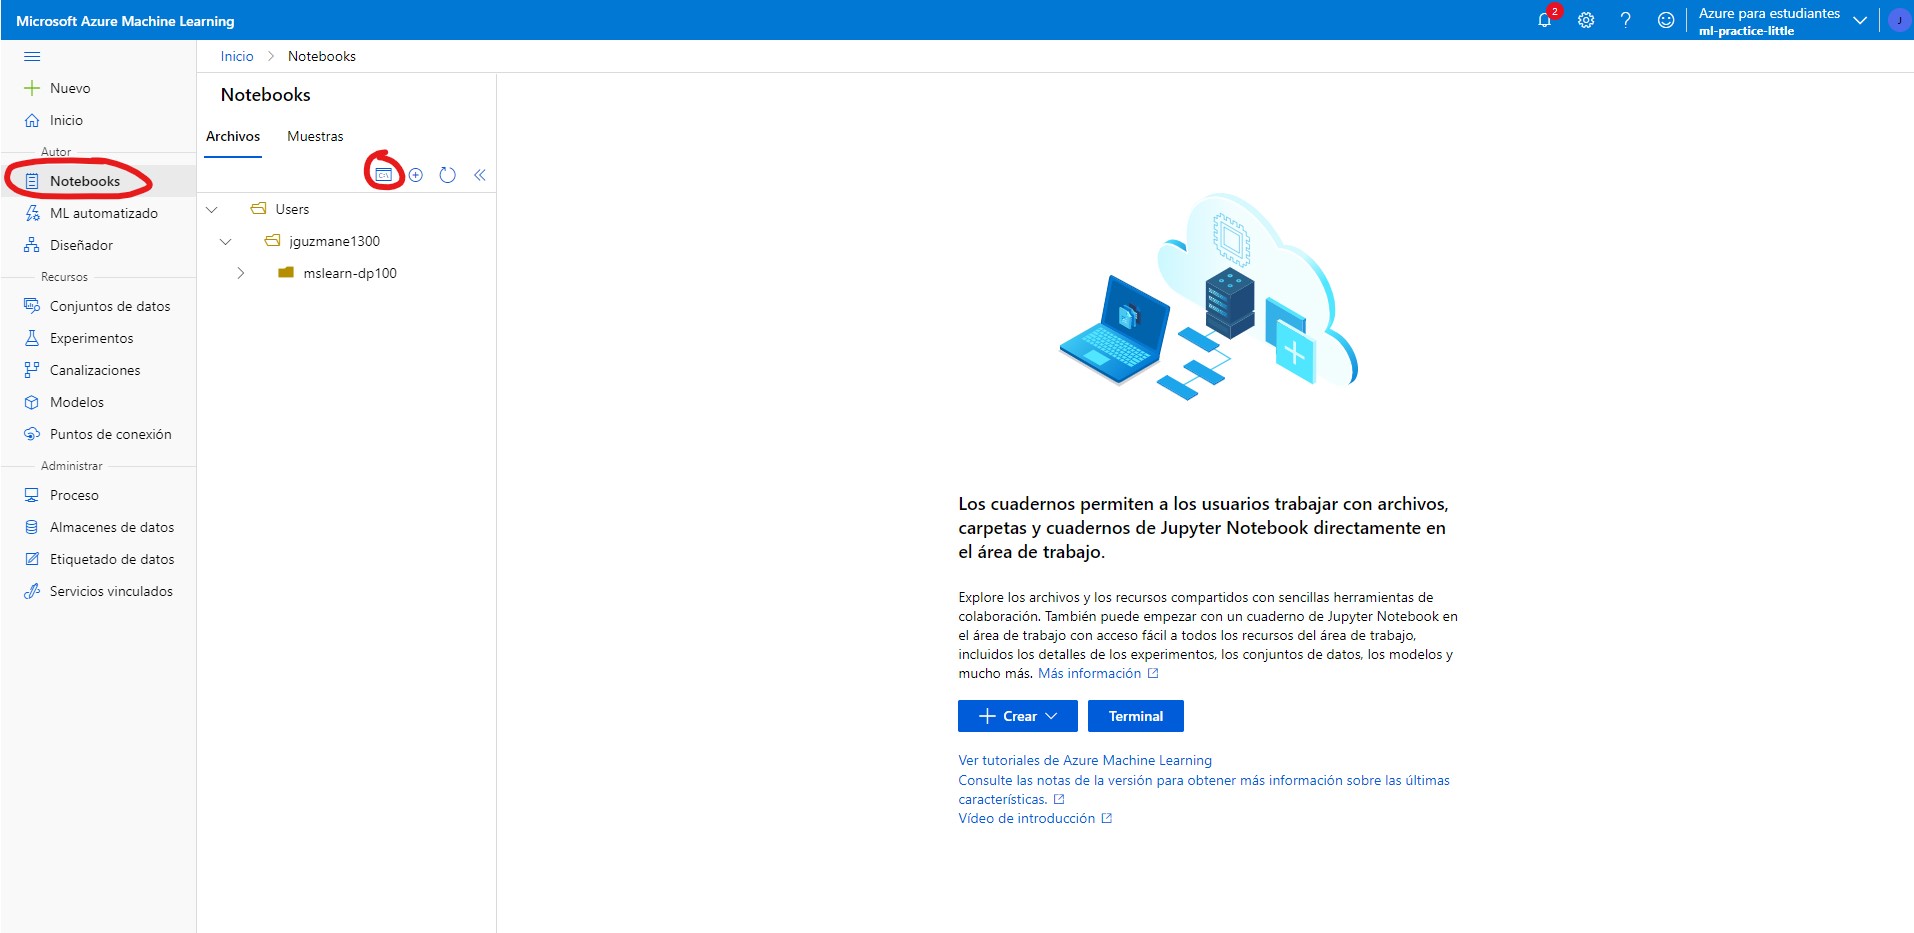 Microsoft Azure Machine Learning
2
Azure para estudiantes
ml-practice-little
J
Inicio > Notebooks
Nuevo
Inicio
Autor
Notebooks
ML automatizado
Diseñador
Recursos
Conjuntos de datos
Experimentos
Canalizaciones
Modelos
Puntos de conexión
Administrar
Proceso
Almacenes de datos
Etiquetado de datos
Servicios vinculados
Notebooks
Archivos Muestras
Users
jguzmane1300
mslearn-dp100
Los cuadernos permiten a los usuarios trabajar con archivos,
carpetas y cuadernos de Jupyter Notebook directamente en
el área de trabajo.
Explore los archivos y los recursos compartidos con sencillas herramientas de
colaboración. También puede empezar con un cuaderno de Jupyter Notebook en
el área de trabajo con acceso fácil a todos los recursos del área de trabajo,
incluidos los detalles de los experimentos, los conjuntos de datos, los modelos y
mucho más. Más información
Crear
Terminal
Ver tutoriales de Azure Machine Learning
Consulte las notas de la versión para obtener más información sobre las últimas
características.
Vídeo de introducción